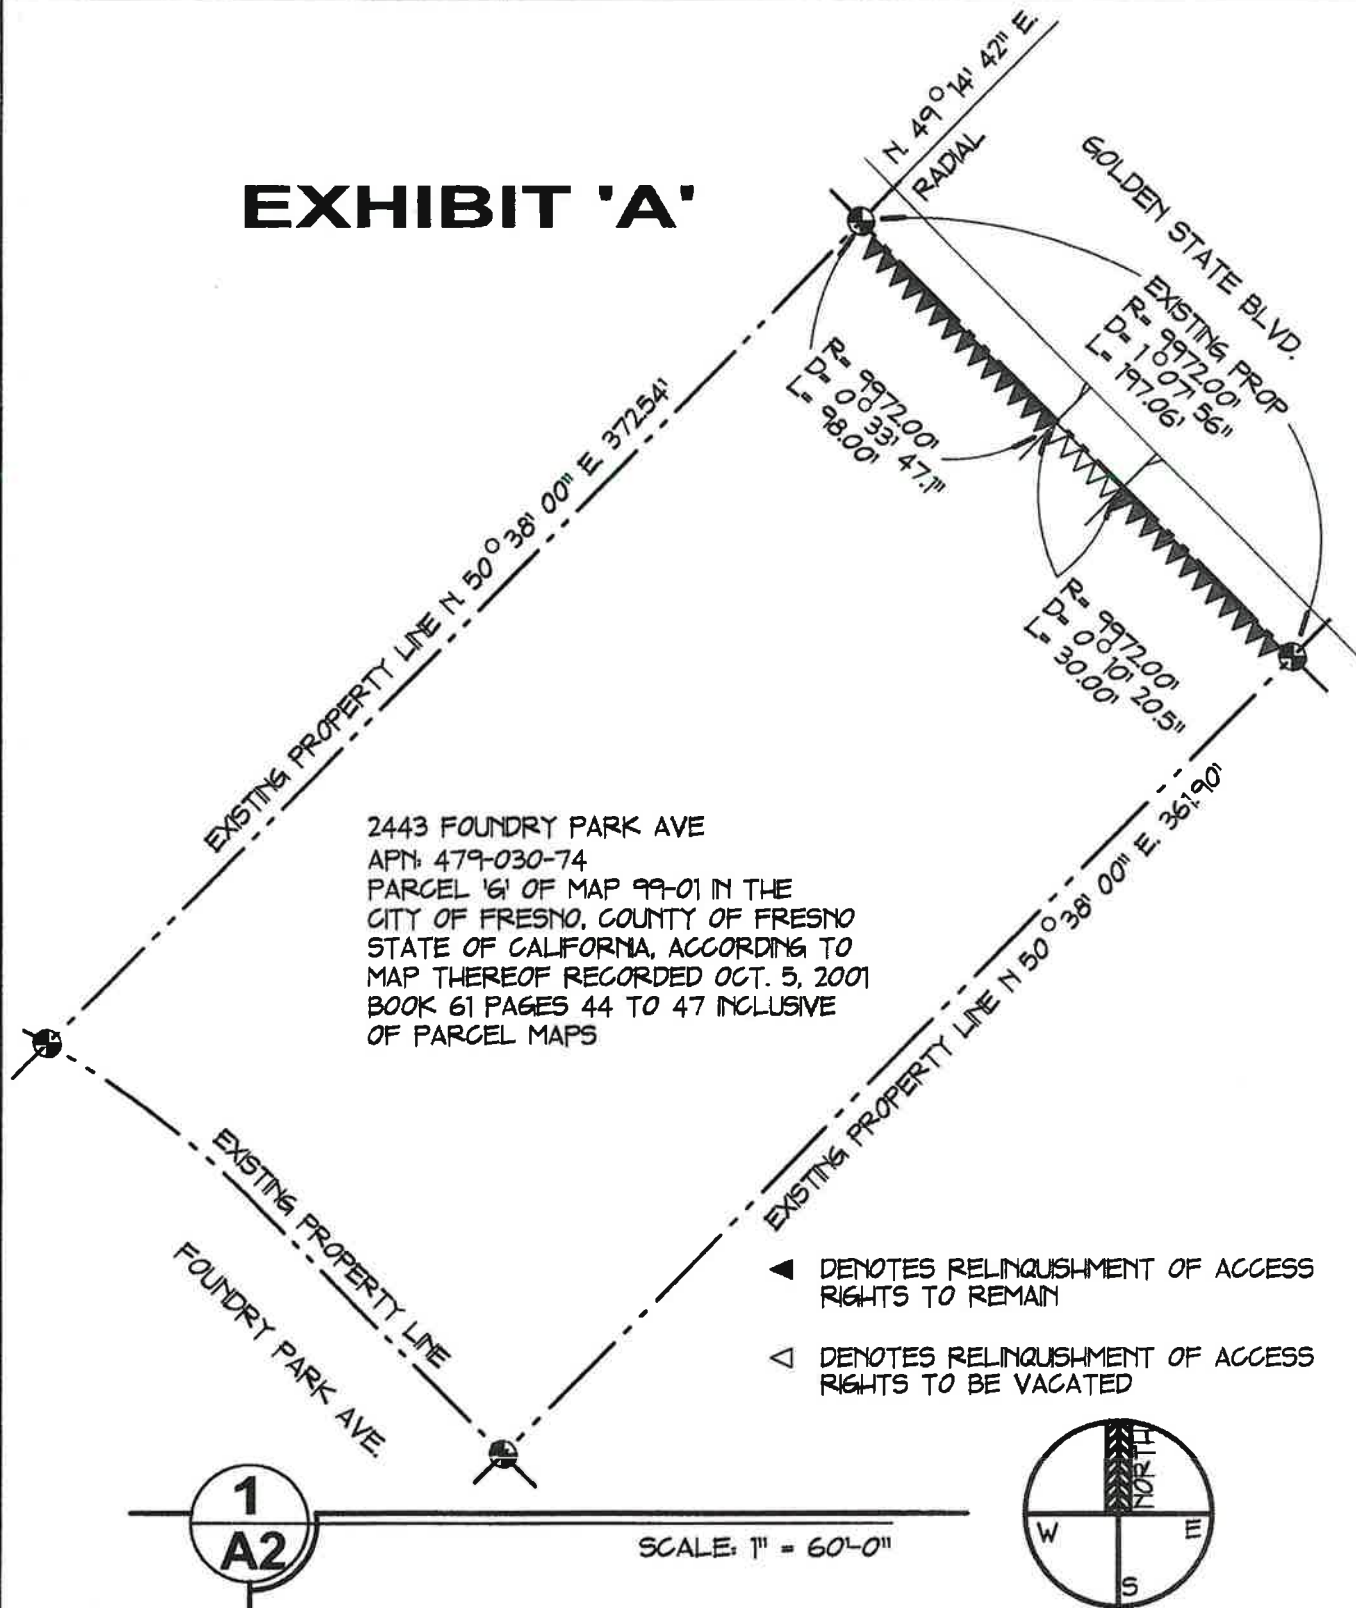 EXHIBIT 'A'
N. 49° 14' 42" E.
RADIAL
GOLDEN STATE BLVD.
EXISTING PROP
R= 9972.00'
D= 1° 07' 56"
L= 197.06'
R= 9972.00'
D= 0° 33' 47.1"
L= 98.00'
R= 9972.00'
D= 0° 10' 20.5"
L= 30.00'
EXISTING PROPERTY LINE N. 50° 38' 00" E. 372.54'
2443 FOUNDRY PARK AVE
APN: 479-030-74
PARCEL 'G' OF MAP 99-01 IN THE
CITY OF FRESNO, COUNTY OF FRESNO
STATE OF CALIFORNIA, ACCORDING TO
MAP THEREOF RECORDED OCT. 5, 2001
BOOK 61 PAGES 44 TO 47 INCLUSIVE
OF PARCEL MAPS
EXISTING PROPERTY LINE N 50° 38' 00" E. 361.90'
EXISTING PROPERTY LINE
FOUNDRY PARK AVE.
DENOTES RELINQUISHMENT OF ACCESS
RIGHTS TO REMAIN
DENOTES RELINQUISHMENT OF ACCESS
RIGHTS TO BE VACATED
1
A2
SCALE: 1" = 60'-0"
NORTH
W
E
S